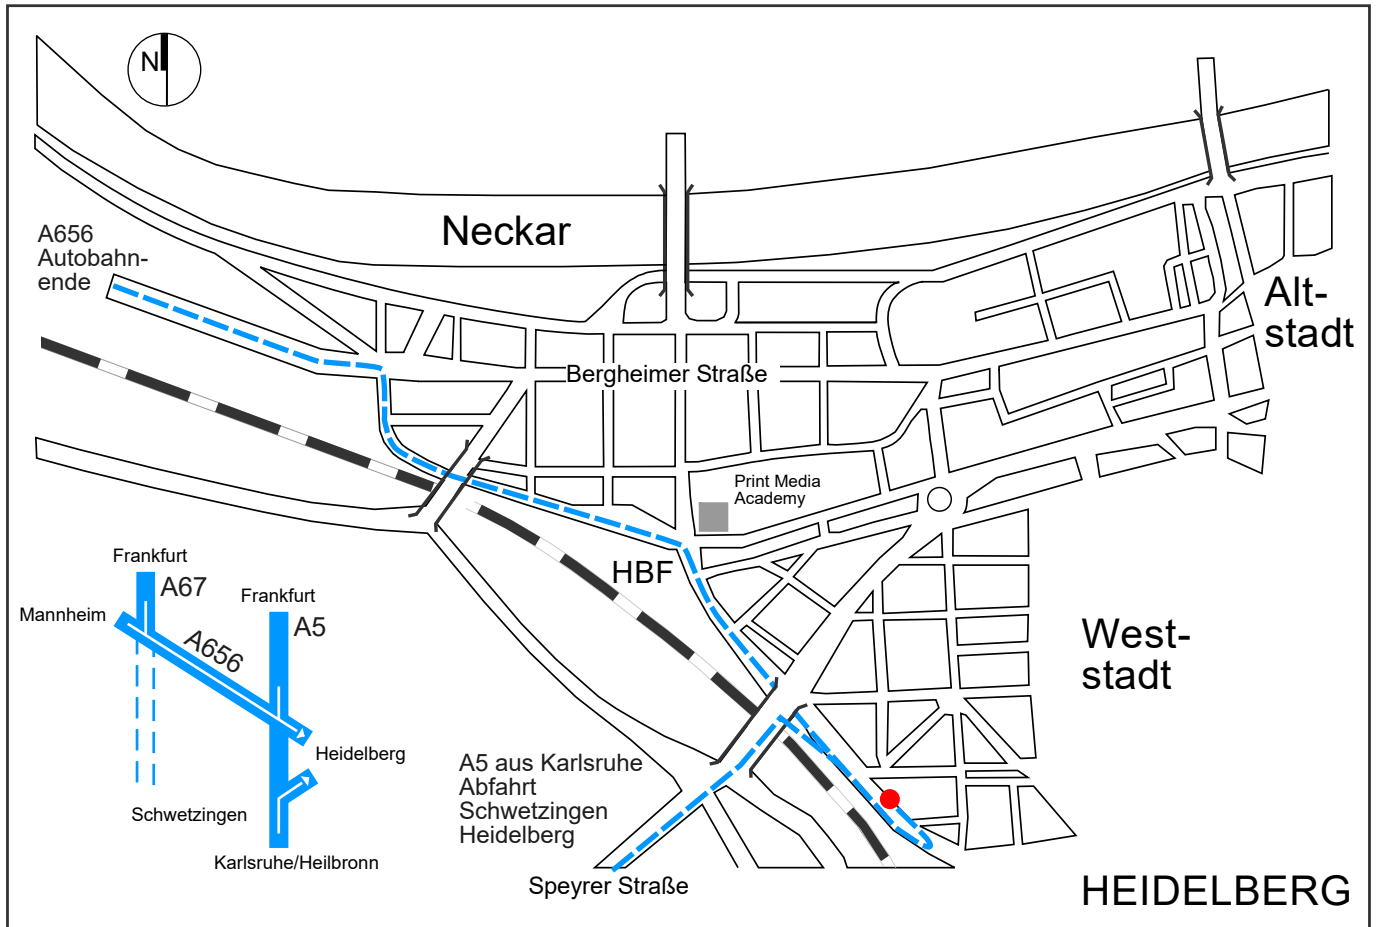 N
Neckar
A656
Autobahn-
ende
Alt-
stadt
Bergheimer Straße
Print Media
Academy
HBF
Frankfurt
A67
Frankfurt
Mannheim
A5
A656
West-
stadt
Heidelberg
Schwetzingen
A5 aus Karlsruhe
Abfahrt
Schwetzingen
Heidelberg
Karlsruhe/Heilbronn
Speyrer Straße
HEIDELBERG